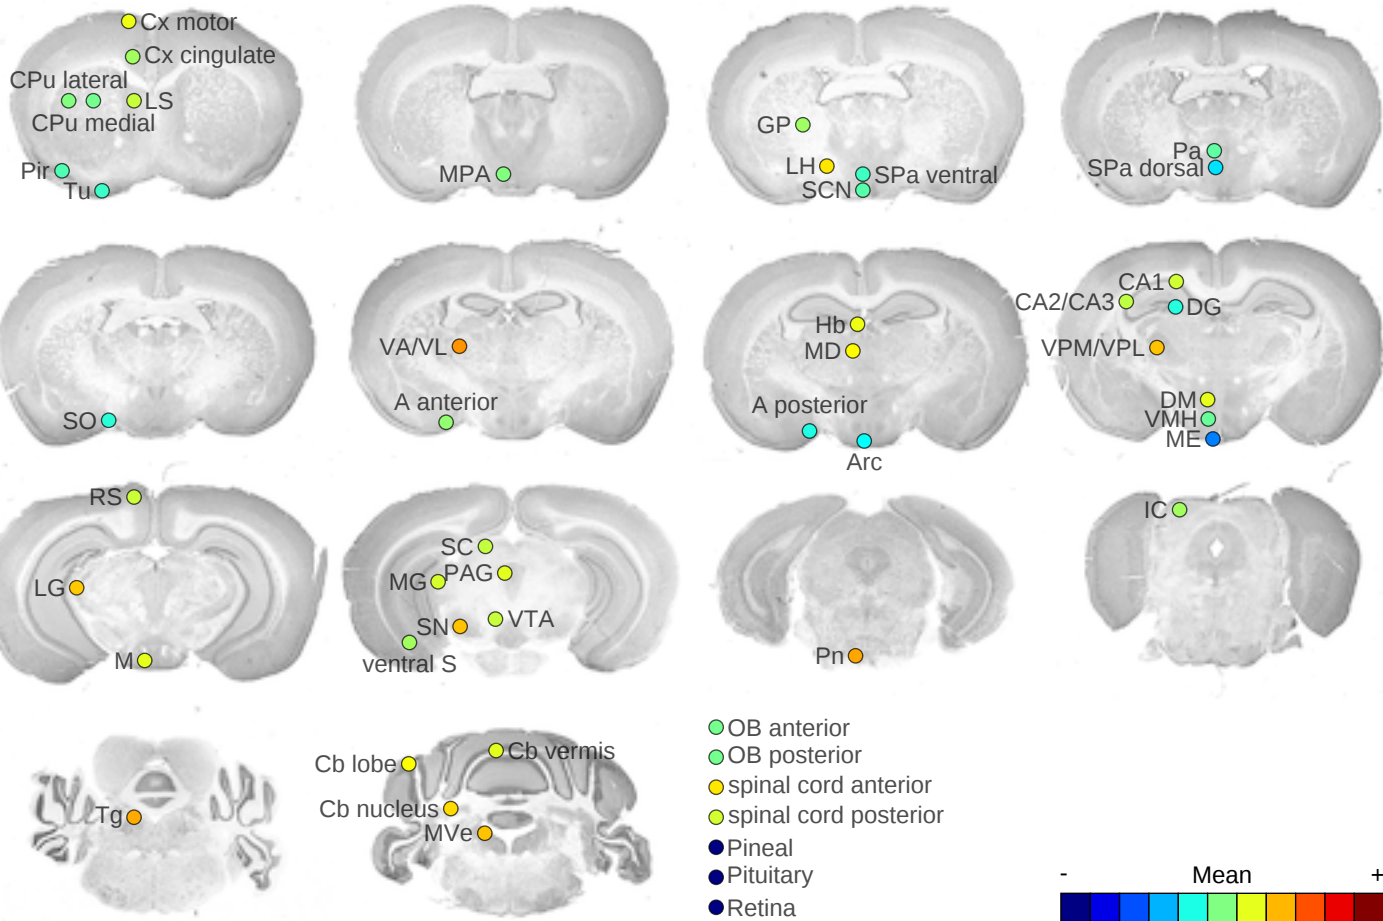 Cx motor
Cx cingulate
CPu lateral
LS
CPu medial
Pir
Tu
MPA
GP
LH
SPa ventral
SCN
Pa
SPa dorsal
SO
VA/VL
A anterior
Hb
MD
A posterior
Arc
CA1
CA2/CA3
DG
VPM/VPL
DM
VMH
ME
RS
LG
M
SC
PAG
MG
VTA
SN
ventral S
Pn
IC
Tg
Cb lobe
Cb vermis
Cb nucleus
MVe
OB anterior
OB posterior
spinal cord anterior
spinal cord posterior
Pineal
Pituitary
Retina
- Mean +